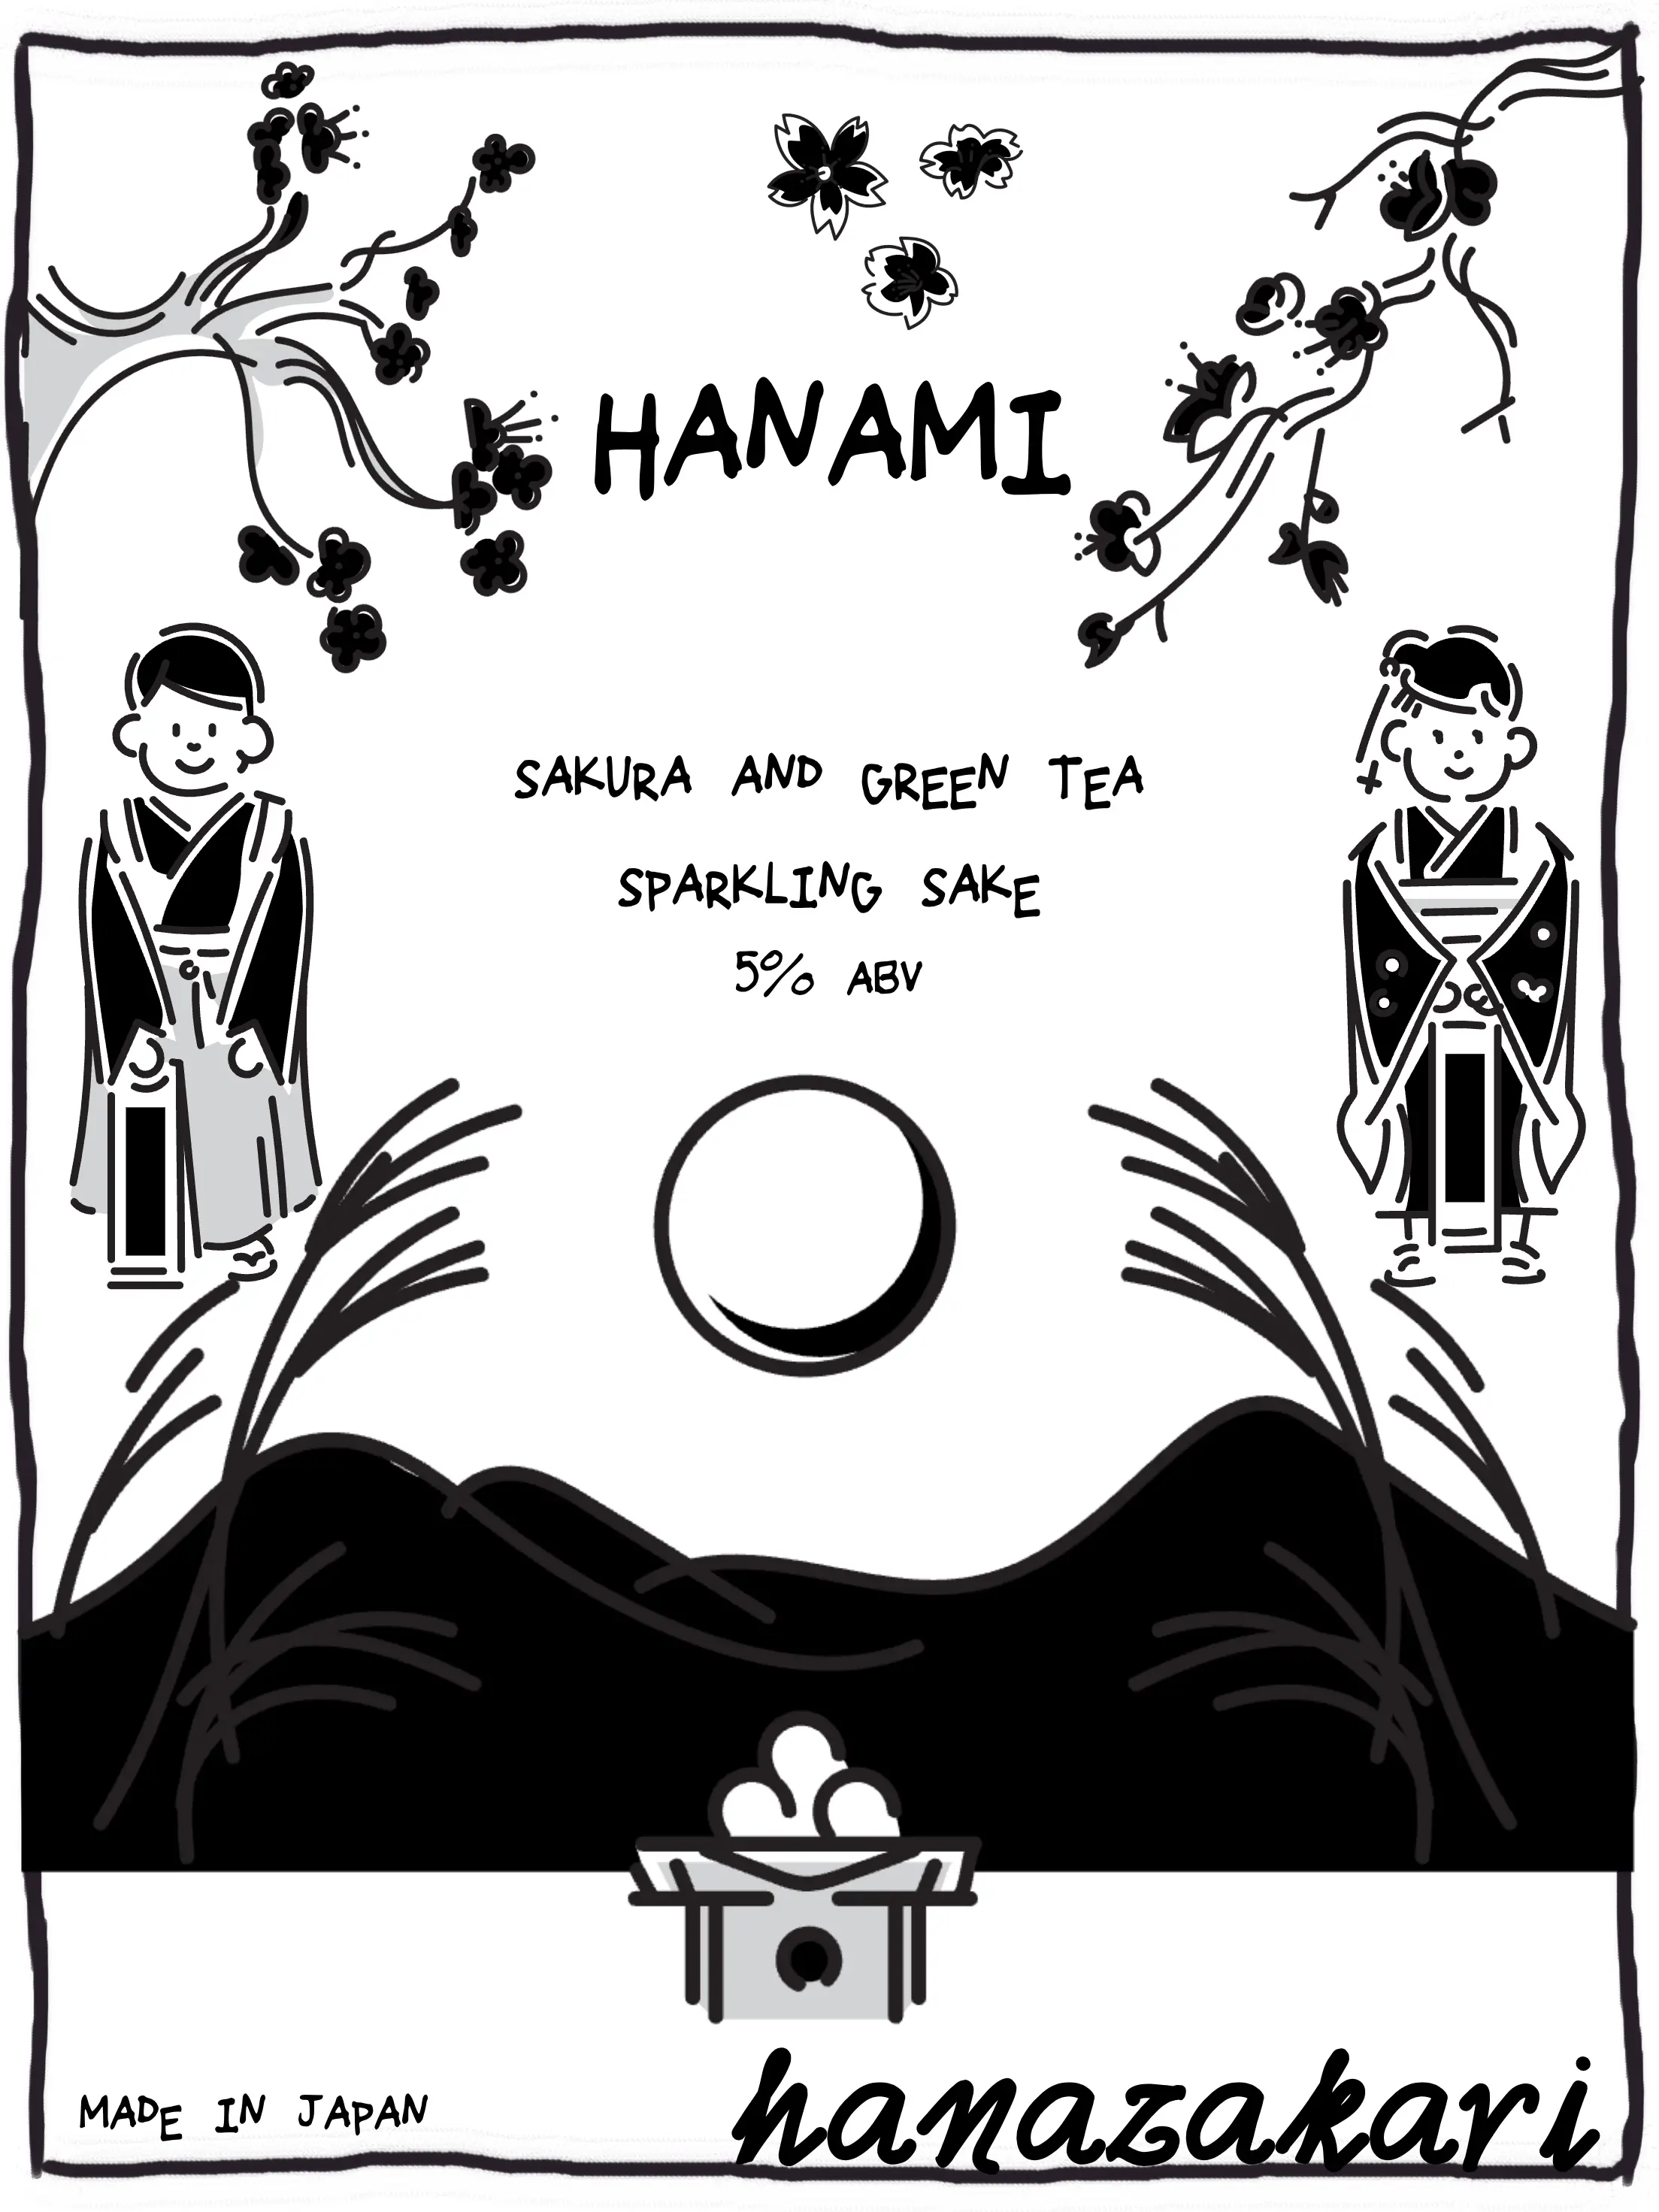 HANAMI
SAKURA AND GREEN TEA
SPARKLING SAKE
5% ABV
MADE IN JAPAN
hanazakari